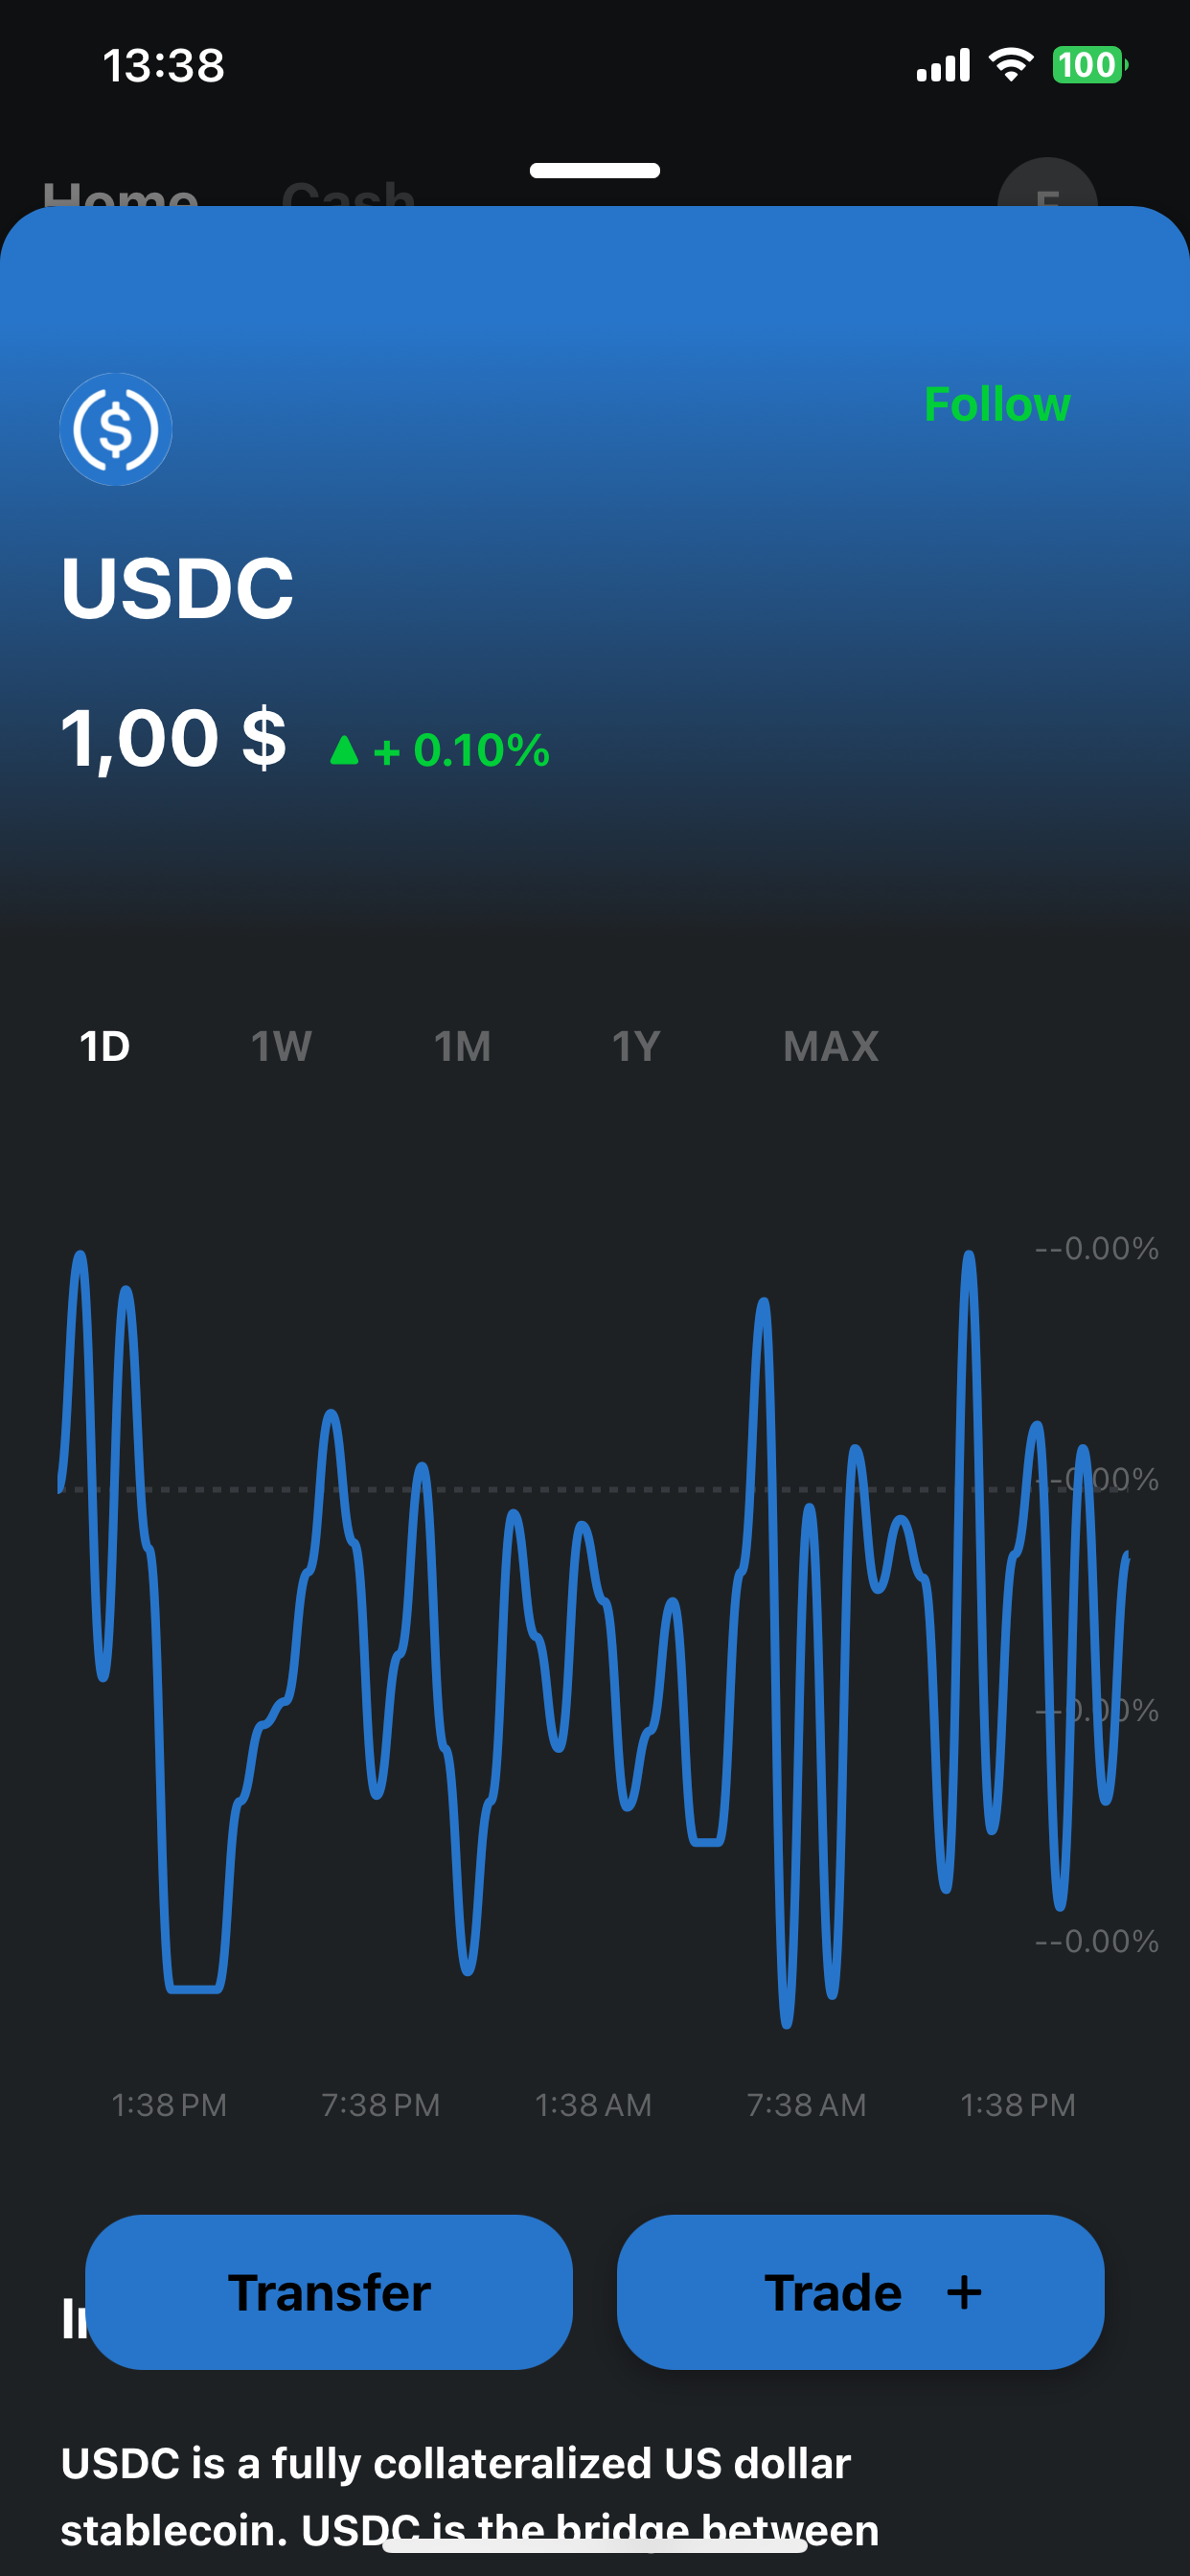 13:38
100
Home Cash
Follow
USDC
1,00 $ + 0.10%
1D 1W 1M 1Y MAX
--0.00%
--0.00%
--0.00%
--0.00%
1:38 PM 7:38 PM 1:38 AM 7:38 AM 1:38 PM
Transfer
Trade +
USDC is a fully collateralized US dollar
stablecoin. USDC is the bridge between